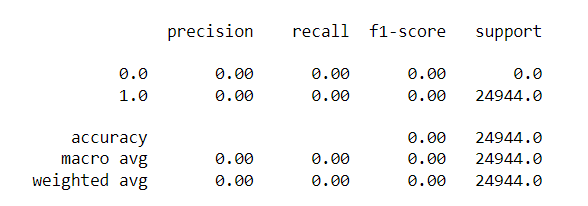 precision recall f1-score support
0.0 0.00 0.00 0.00 0.0
1.0 0.00 0.00 0.00 24944.0
accuracy 0.00 24944.0
macro avg 0.00 0.00 0.00 24944.0
weighted avg 0.00 0.00 0.00 24944.0